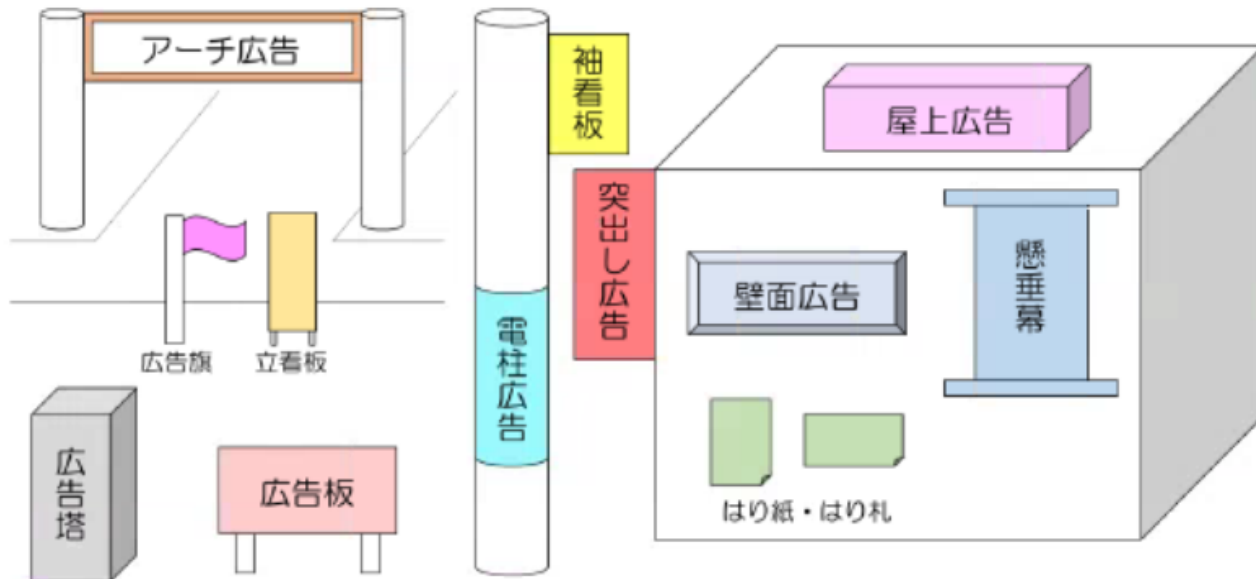 アーチ広告
袖看板
屋上広告
突出し広告
懸垂幕
壁面広告
電柱広告
広告旗
立看板
広告塔
広告板
はり紙・はり札